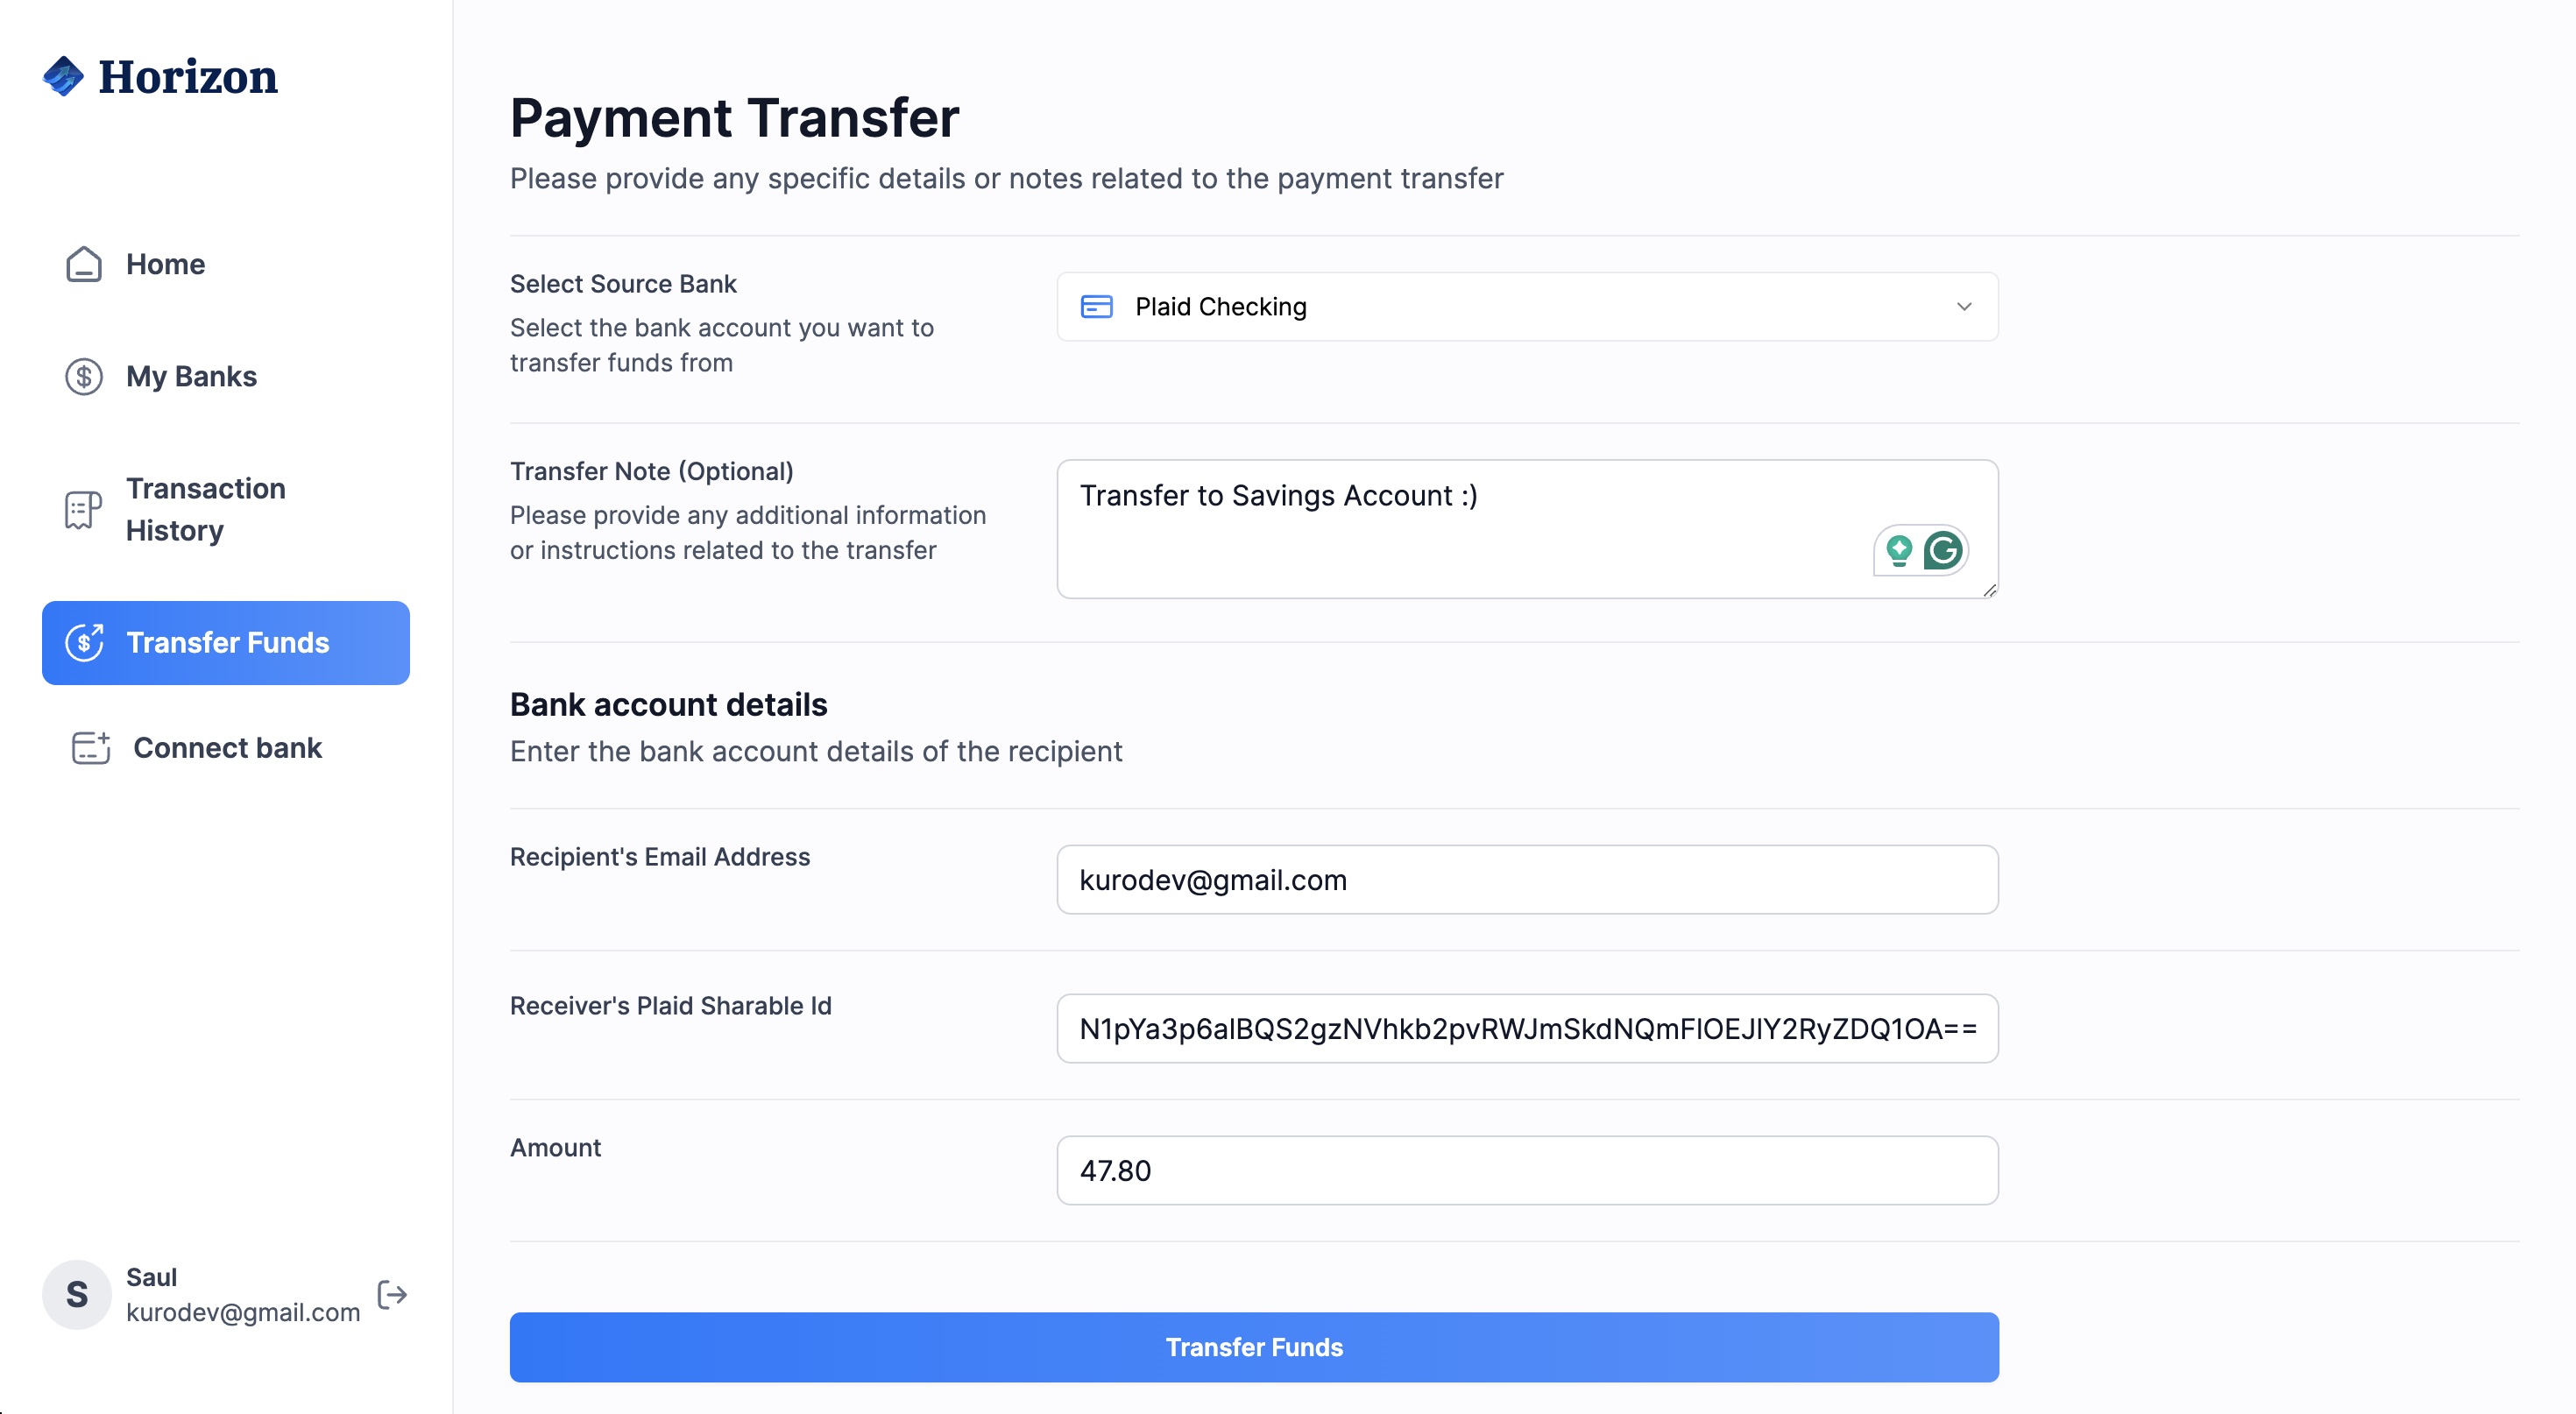 Horizon
Home
My Banks
Transaction
History
Transfer Funds
Connect bank
S
Saul
kurodev@gmail.com
Payment Transfer
Please provide any specific details or notes related to the payment transfer
Select Source Bank
Select the bank account you want to
transfer funds from
Plaid Checking
Transfer Note (Optional)
Please provide any additional information
or instructions related to the transfer
Transfer to Savings Account :)
Bank account details
Enter the bank account details of the recipient
Recipient's Email Address
kurodev@gmail.com
Receiver's Plaid Sharable Id
N1pYa3p6alBQS2gzNVhkb2pvRWJmSkdNQmFlOEJlY2RyZDQ1OA==
Amount
47.80
Transfer Funds